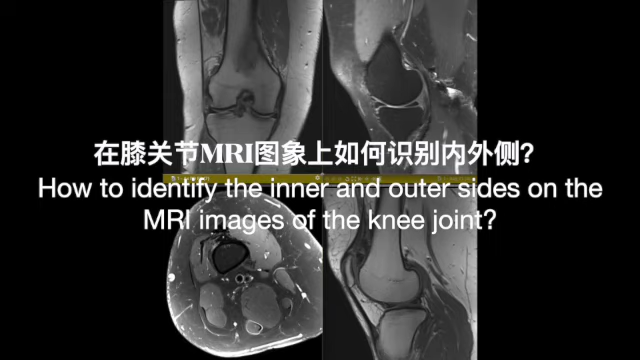 在膝关节MRI图象上如何识别内外侧？
How to identify the inner and outer sides on the
MRI images of the knee joint?